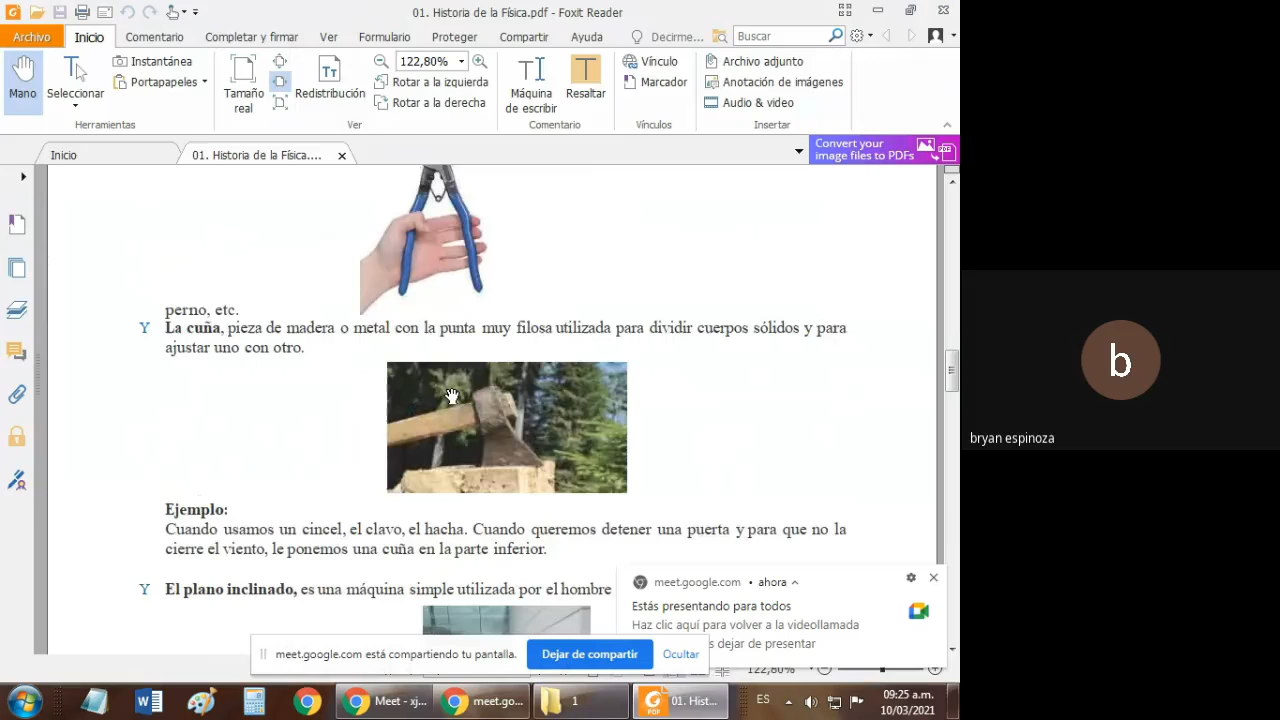 01. Historia de la Física.pdf - Foxit Reader
Archivo
Inicio
Comentario
Completar y firmar
Ver
Formulario
Proteger
Compartir
Ayuda
Decirme...
Buscar
Mano
Seleccionar
Instantánea
Portapapeles
Herramientas
Tamaño real
Redistribución
122,80%
Rotar a la izquierda
Rotar a la derecha
Ver
Máquina de escribir
Resaltar
Comentario
Vínculo
Marcador
Vínculos
Archivo adjunto
Anotación de imágenes
Audio & video
Insertar
Inicio
01. Historia de la Física....
Convert your
image files to PDFs
PDF
perno, etc.
Y La cuña, pieza de madera o metal con la punta muy filosa utilizada para dividir cuerpos sólidos y para
ajustar uno con otro.
Ejemplo:
Cuando usamos un cincel, el clavo, el hacha. Cuando queremos detener una puerta y para que no la
cierre el viento, le ponemos una cuña en la parte inferior.
Y El plano inclinado, es una máquina simple utilizada por el hombre
meet.google.com • ahora
Estás presentando para todos
Haz clic aquí para volver a la videollamada
s dejar de presentar
meet.google.com está compartiendo tu pantalla.
Dejar de compartir
Ocultar
122,80%
b
bryan espinoza
Meet - xj...
meet.go...
1
01. Hist...
ES
09:25 a.m.
10/03/2021